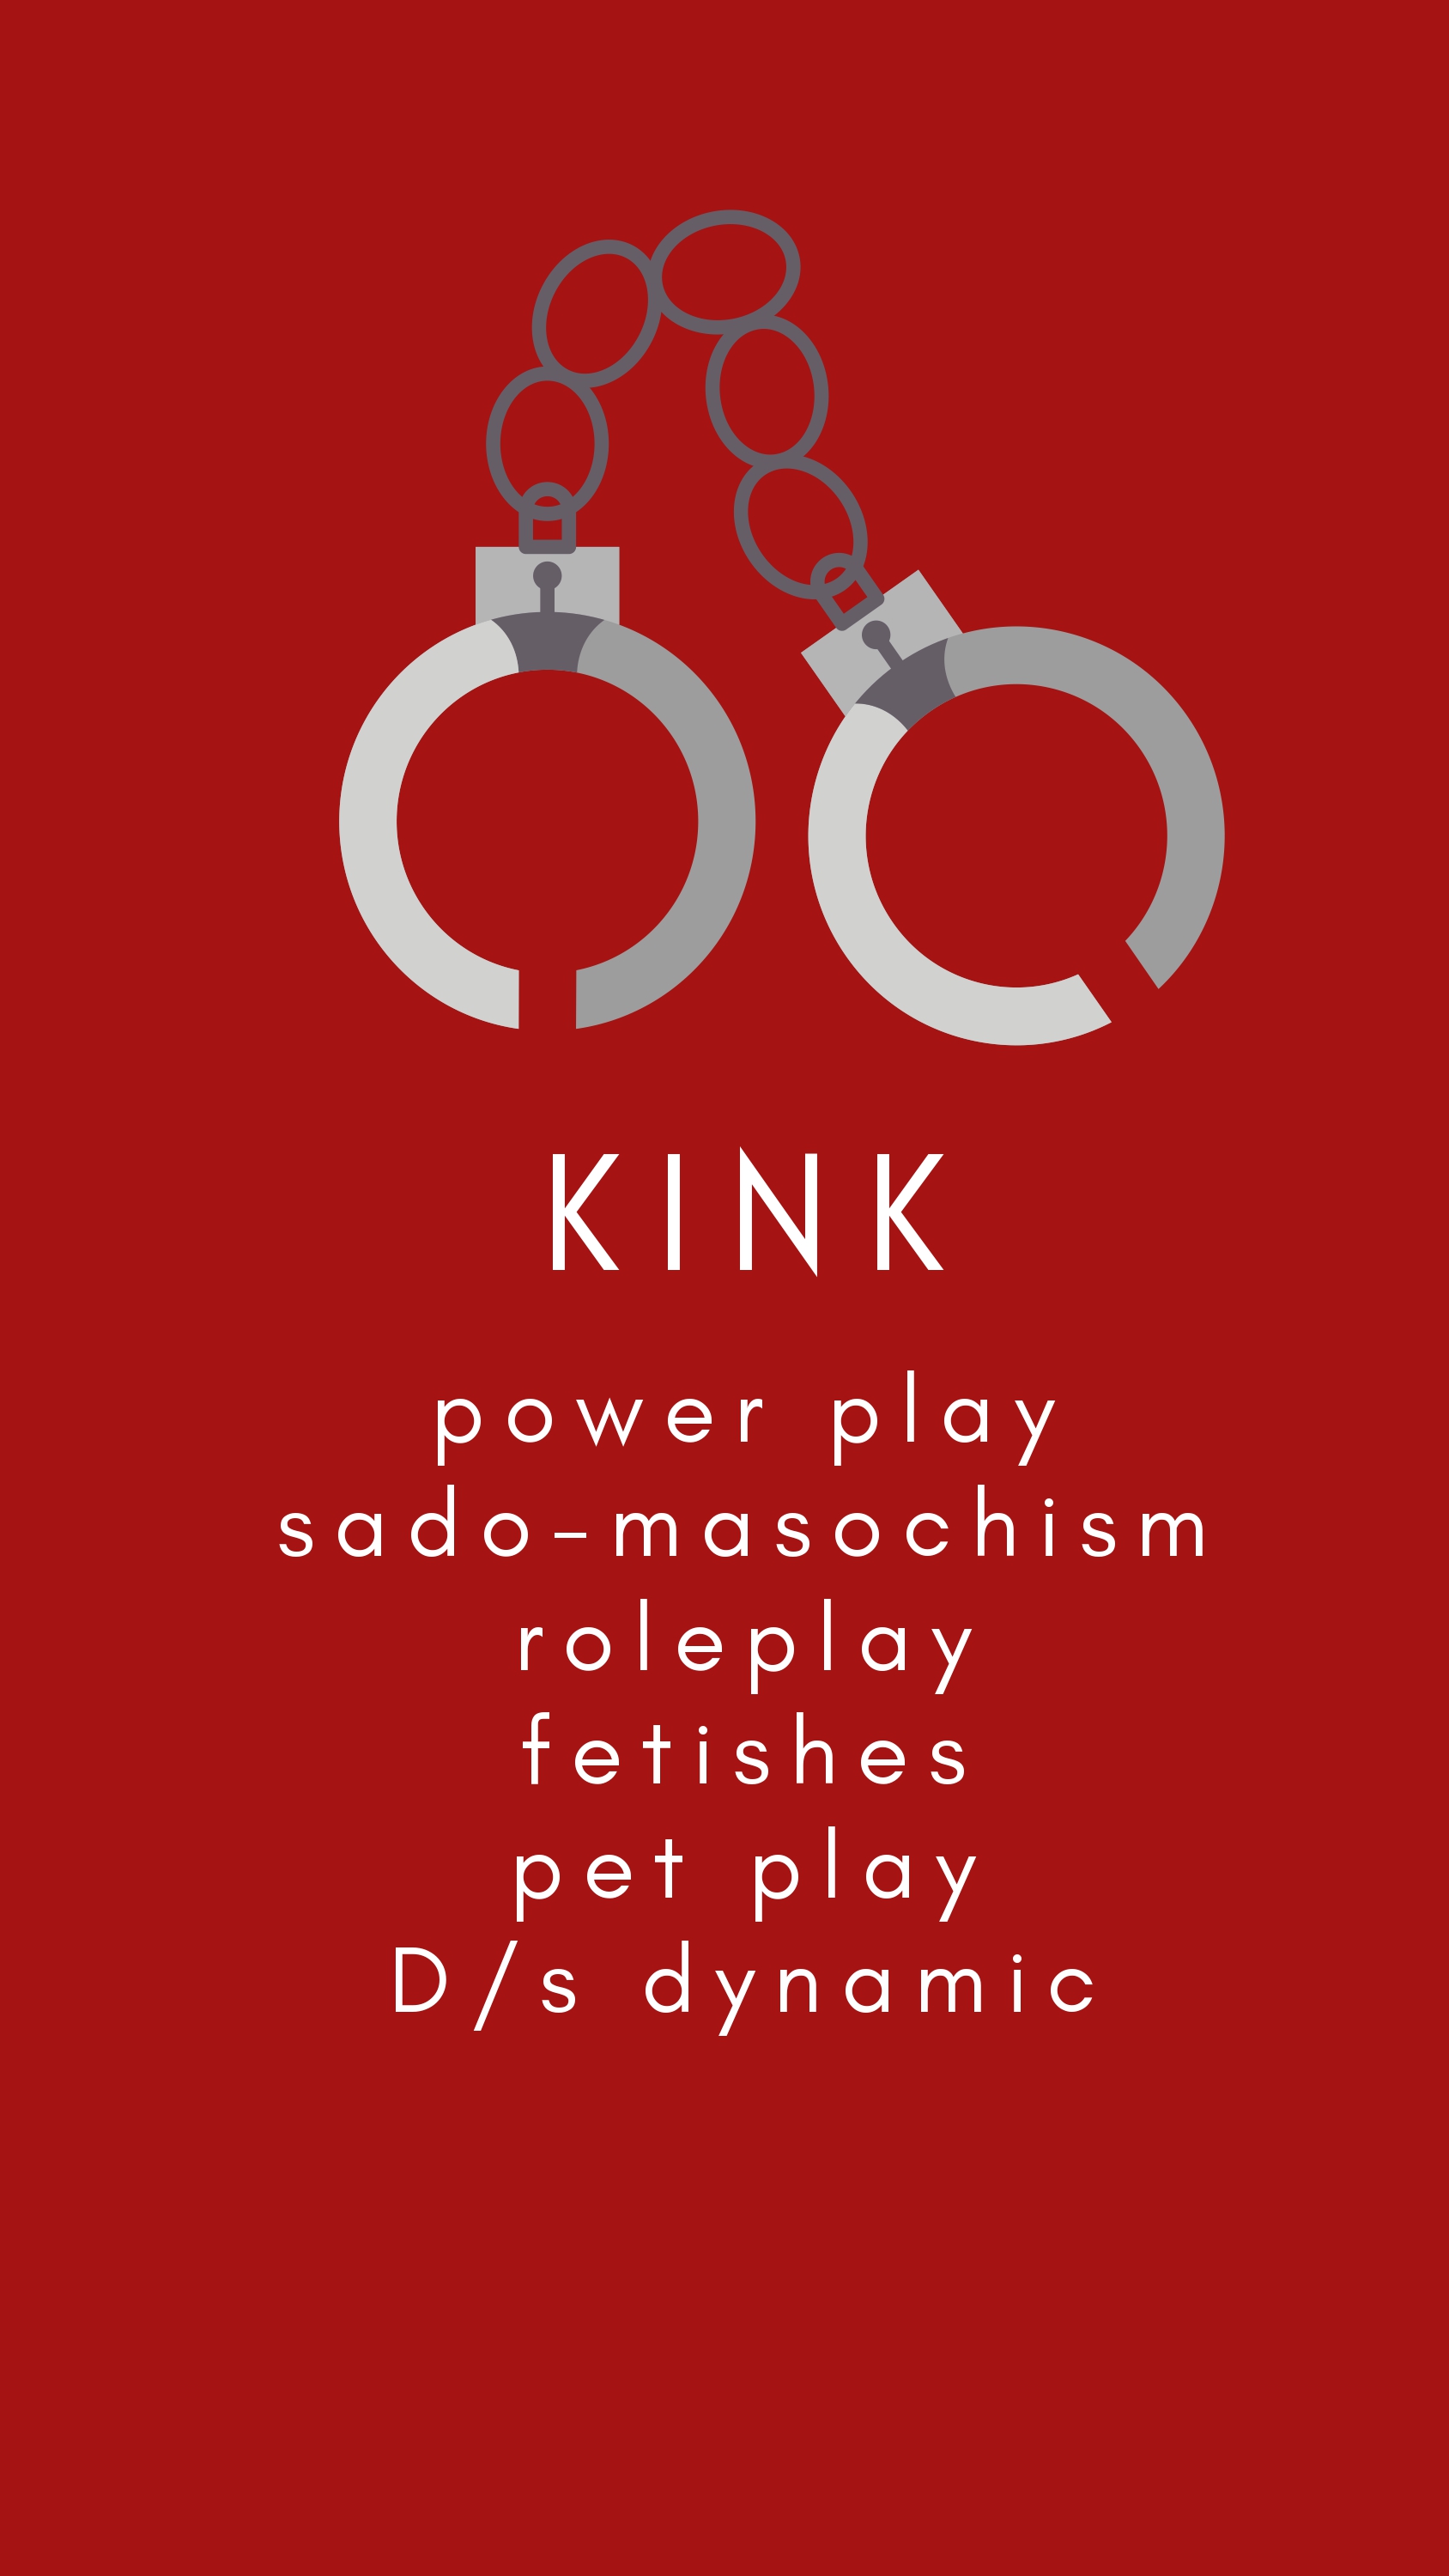 KINK
power play
sado-masochism
roleplay
fetishes
pet play
D/s dynamic